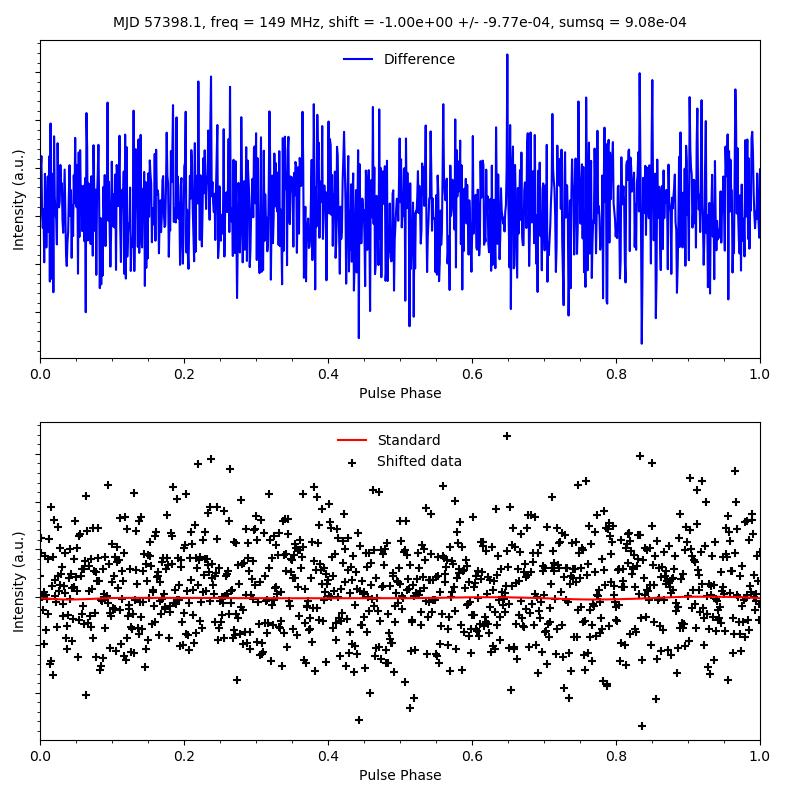 MJD 57398.1, freq = 149 MHz, shift = -1.00e+00 +/- -9.77e-04, sumsq = 9.08e-04
Difference
Intensity (a.u.)
0.0 0.2 0.4 0.6 0.8 1.0
Pulse Phase
Standard
Shifted data
Intensity (a.u.)
0.0 0.2 0.4 0.6 0.8 1.0
Pulse Phase